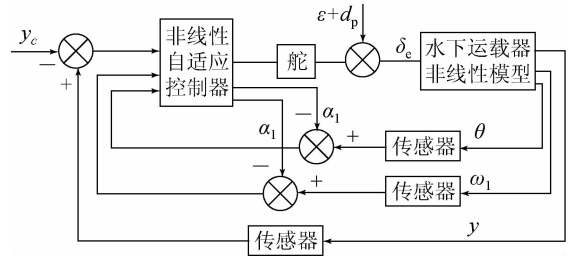 ε+d_p
y_c
−
+
非线性
自适应
控制器
舵
δ_e
水下运载器
非线性模型
− α_1
α_1
+
传感器
θ
−
+
传感器
ω_1
传感器
y